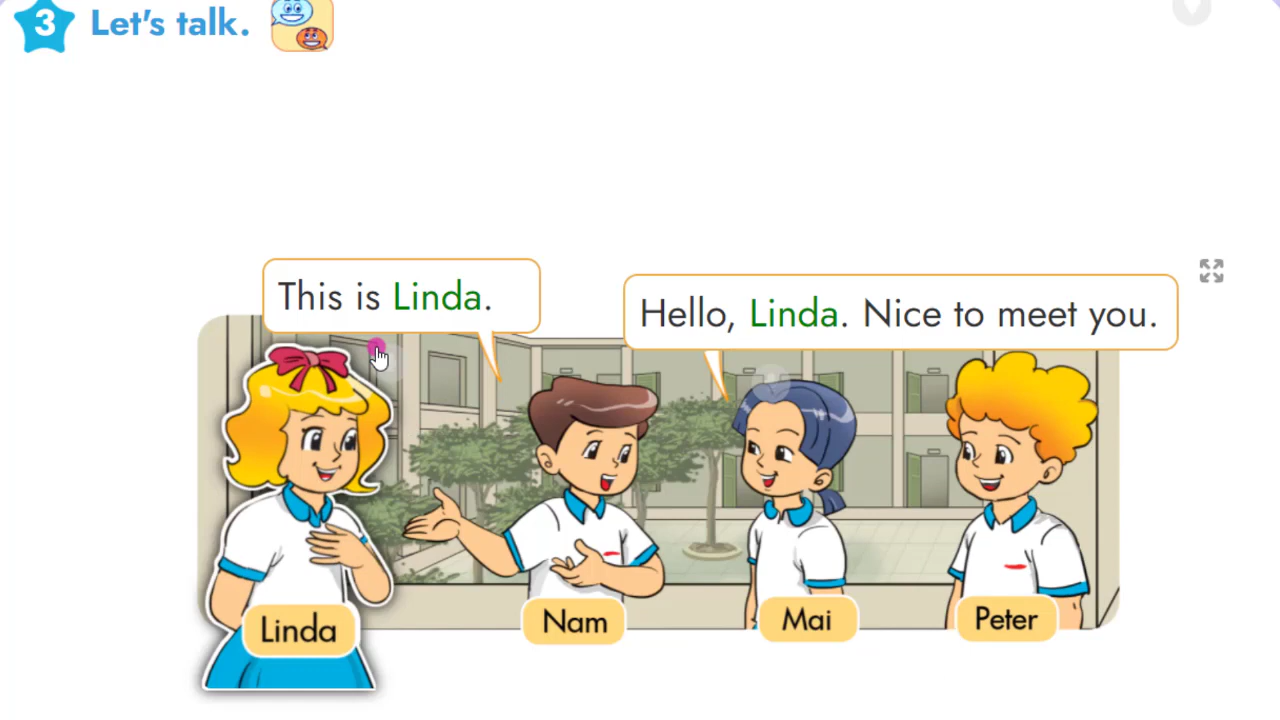 3 Let's talk.
This is Linda.
Hello, Linda. Nice to meet you.
Linda
Nam
Mai
Peter